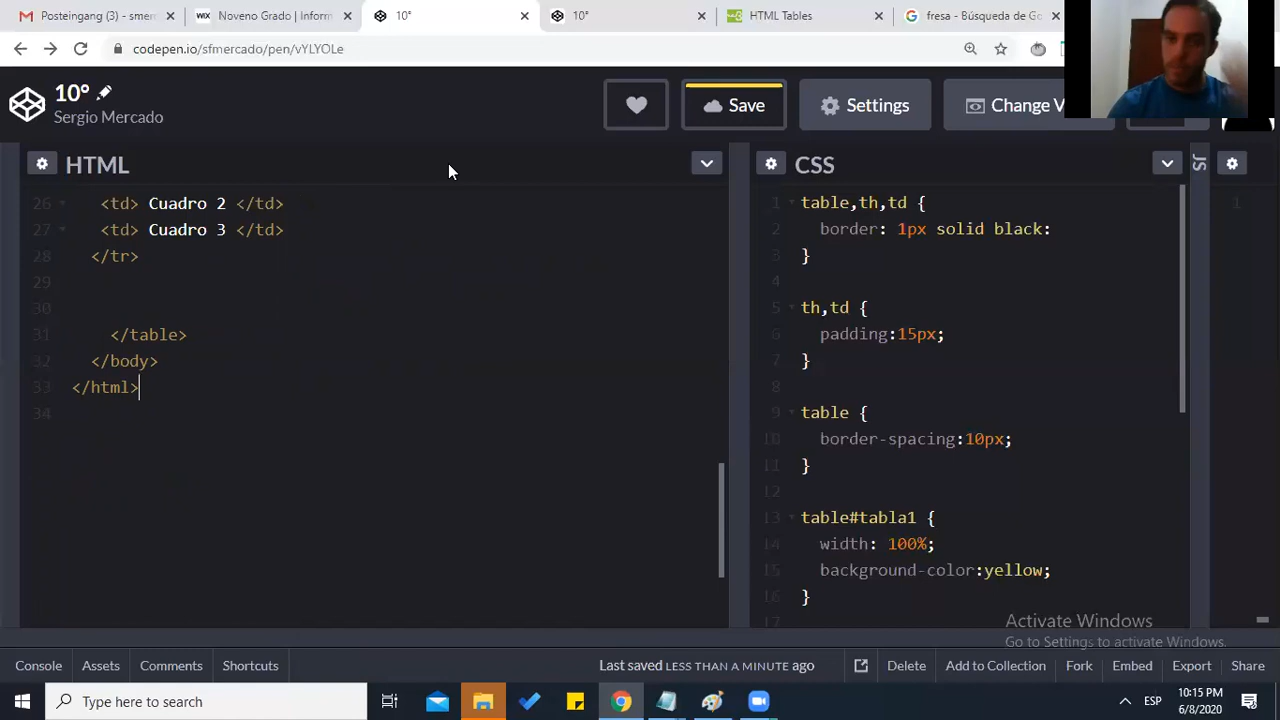 Posteingang (3) - smer
WIX Noveno Grado | Inform
10°
10°
HTML Tables
fresa - Búsqueda de Go
codepen.io/sfmercado/pen/vYLYOLe
10°
Sergio Mercado
Save
Settings
Change V
HTML
CSS
JS
26 <td> Cuadro 2 </td>
27 <td> Cuadro 3 </td>
28 </tr>
29
30
31 </table>
32 </body>
33 </html>
34
1 table,th,td {
2 border: 1px solid black:
3 }
4
5 th,td {
6 padding:15px;
7 }
8
9 table {
10 border-spacing:10px;
11 }
12
13 table#tabla1 {
14 width: 100%;
15 background-color:yellow;
16 }
17
1
Activate Windows
Go to Settings to activate Windows.
Console
Assets
Comments
Shortcuts
Last saved LESS THAN A MINUTE ago
Delete
Add to Collection
Fork
Embed
Export
Share
Type here to search
ESP
10:15 PM
6/8/2020